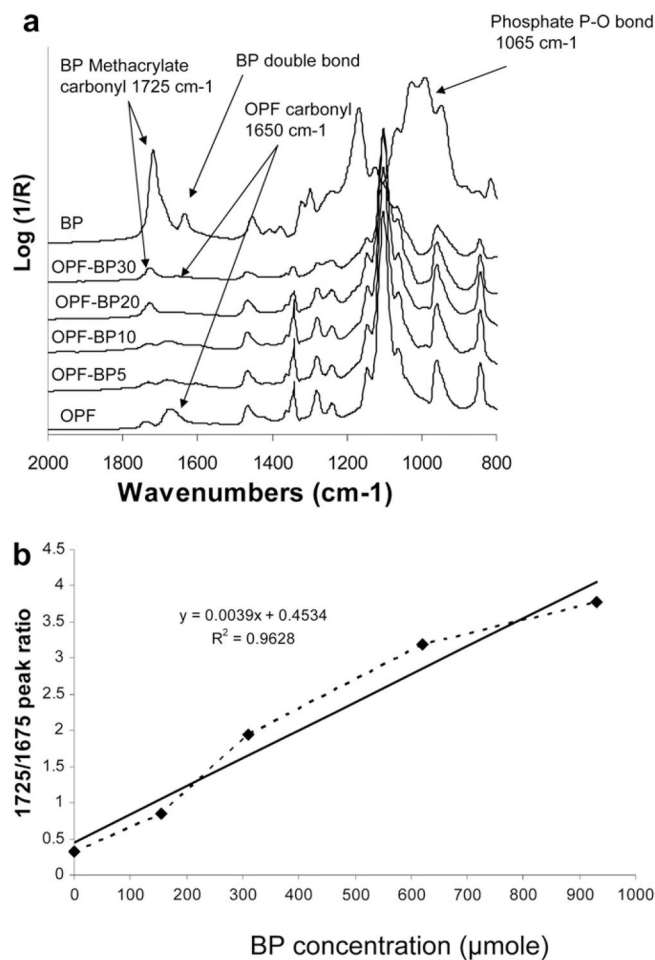 a
Phosphate P-O bond
1065 cm-1
BP Methacrylate
carbonyl 1725 cm-1
BP double bond
OPF carbonyl
1650 cm-1
Log (1/R)
BP
OPF-BP30
OPF-BP20
OPF-BP10
OPF-BP5
OPF
2000 1800 1600 1400 1200 1000 800
Wavenumbers (cm-1)
b
1725/1675 peak ratio
4.5
4
3.5
3
2.5
2
1.5
1
0.5
0
y = 0.0039x + 0.4534
R² = 0.9628
0 100 200 300 400 500 600 700 800 900 1000
BP concentration (µmole)